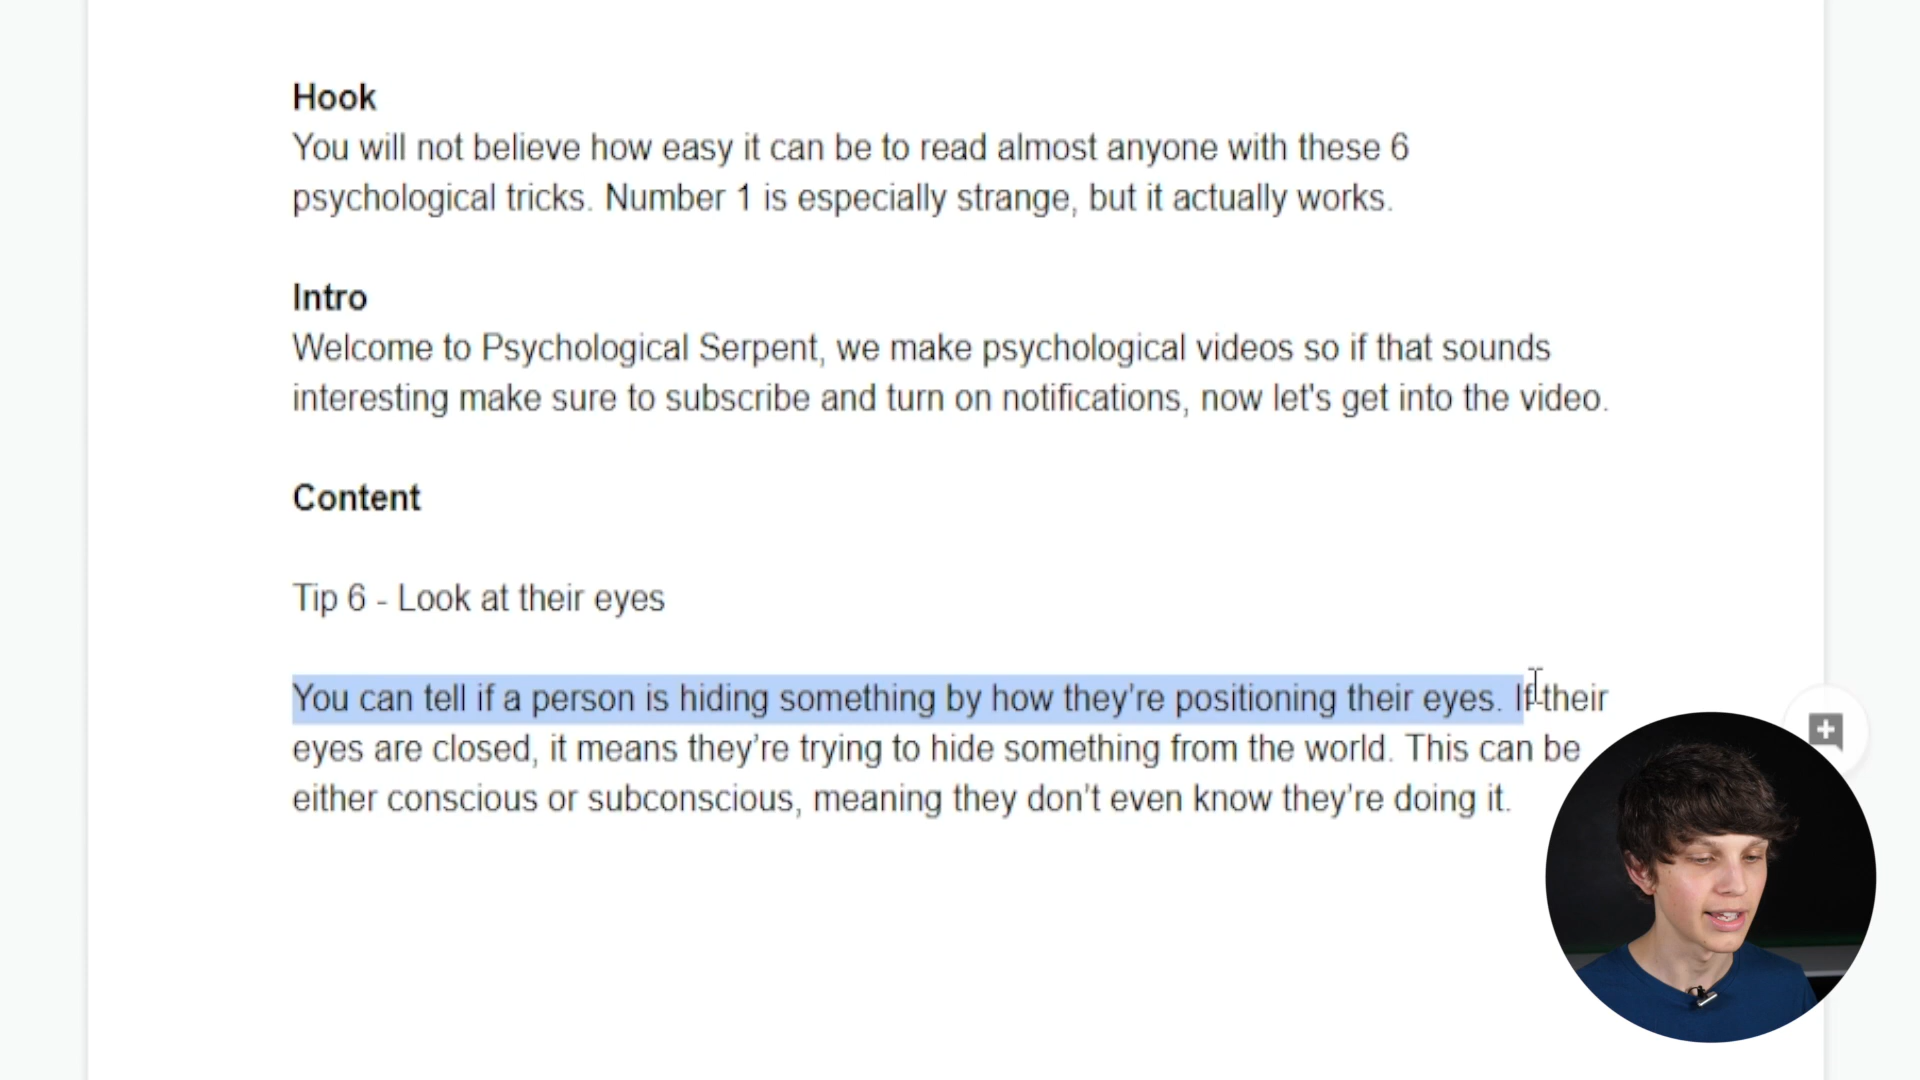 Hook
You will not believe how easy it can be to read almost anyone with these 6
psychological tricks. Number 1 is especially strange, but it actually works.
Intro
Welcome to Psychological Serpent, we make psychological videos so if that sounds
interesting make sure to subscribe and turn on notifications, now let's get into the video.
Content
Tip 6 - Look at their eyes
You can tell if a person is hiding something by how they're positioning their eyes. If their
eyes are closed, it means they’re trying to hide something from the world. This can be
either conscious or subconscious, meaning they don't even know they're doing it.